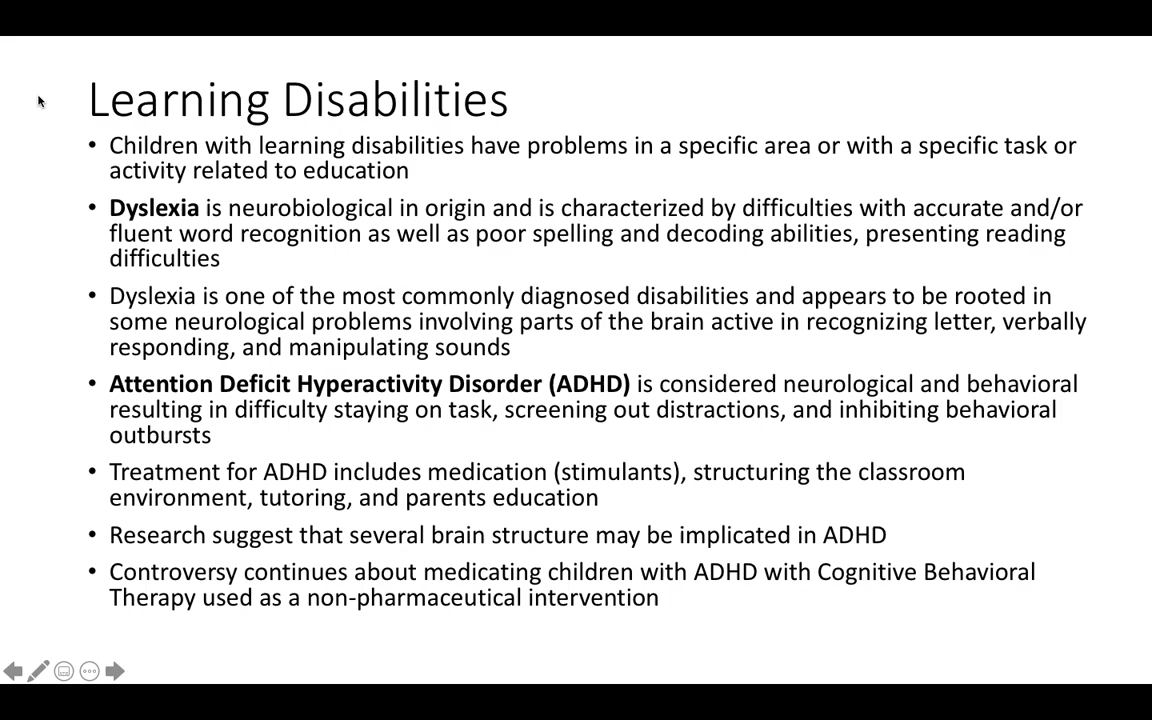 Learning Disabilities
• Children with learning disabilities have problems in a specific area or with a specific task or
activity related to education
• Dyslexia is neurobiological in origin and is characterized by difficulties with accurate and/or
fluent word recognition as well as poor spelling and decoding abilities, presenting reading
difficulties
• Dyslexia is one of the most commonly diagnosed disabilities and appears to be rooted in
some neurological problems involving parts of the brain active in recognizing letter, verbally
responding, and manipulating sounds
• Attention Deficit Hyperactivity Disorder (ADHD) is considered neurological and behavioral
resulting in difficulty staying on task, screening out distractions, and inhibiting behavioral
outbursts
• Treatment for ADHD includes medication (stimulants), structuring the classroom
environment, tutoring, and parents education
• Research suggest that several brain structure may be implicated in ADHD
• Controversy continues about medicating children with ADHD with Cognitive Behavioral
Therapy used as a non-pharmaceutical intervention